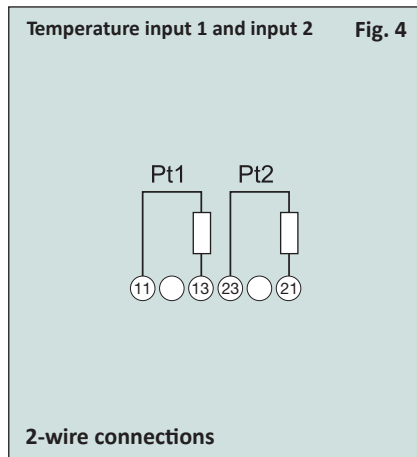 Temperature input 1 and input 2 Fig. 4
Pt1 Pt2
11 13 23 21
2-wire connections